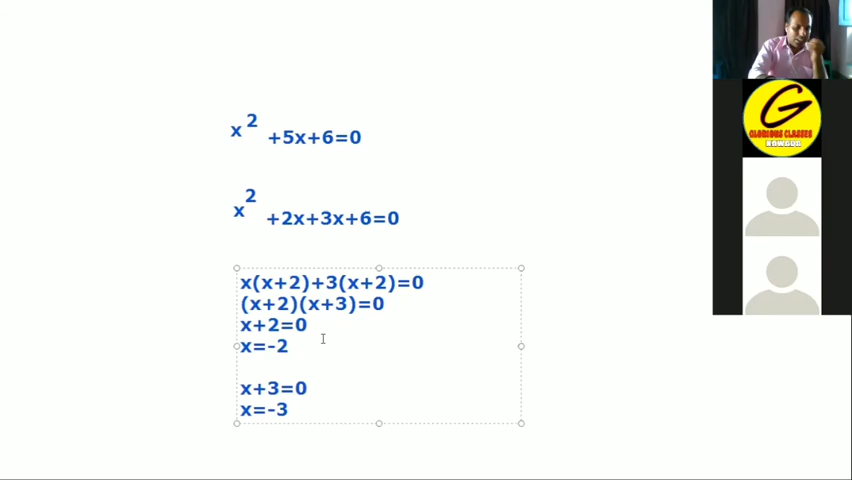 x²
+5x+6=0
x²
+2x+3x+6=0
x(x+2)+3(x+2)=0
(x+2)(x+3)=0
x+2=0
x=-2
x+3=0
x=-3
G
GLORIOUS CLASSES